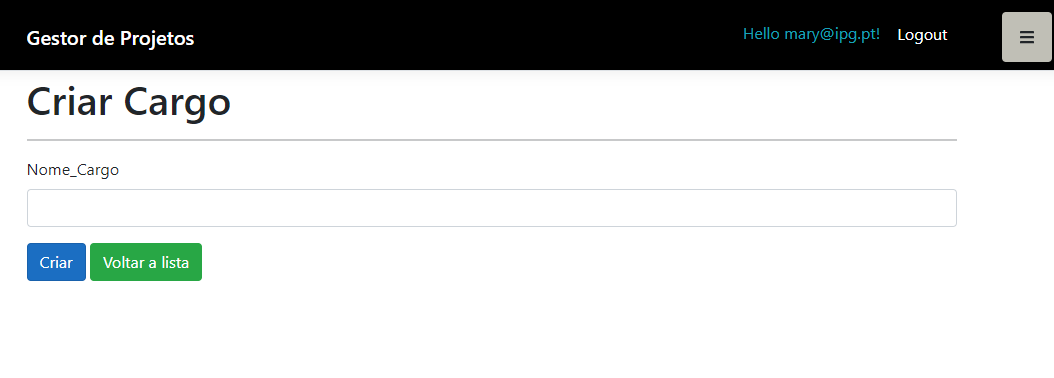 Gestor de Projetos
Hello mary@ipg.pt! Logout
Criar Cargo
Nome_Cargo
Criar Voltar a lista